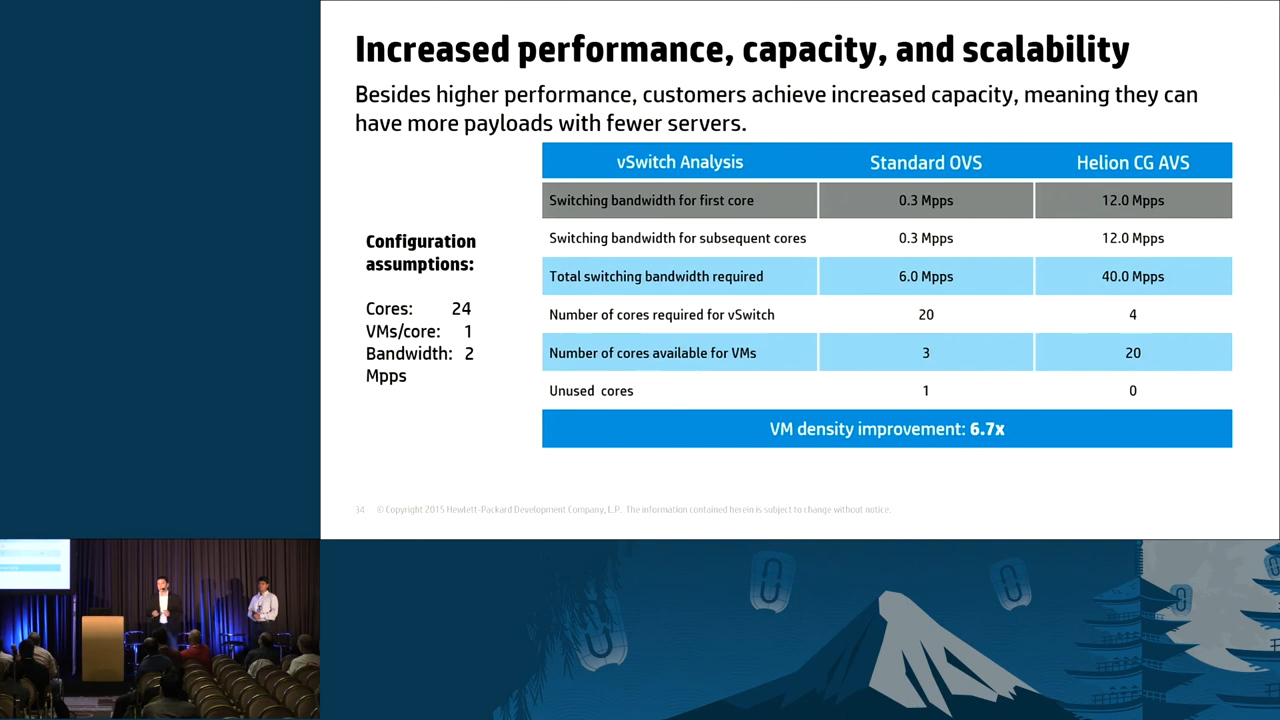 Increased performance, capacity, and scalability
Besides higher performance, customers achieve increased capacity, meaning they can
have more payloads with fewer servers.
Configuration
assumptions:
Cores: 24
VMs/core: 1
Bandwidth: 2
Mpps
vSwitch Analysis Standard OVS Helion CG AVS
Switching bandwidth for first core 0.3 Mpps 12.0 Mpps
Switching bandwidth for subsequent cores 0.3 Mpps 12.0 Mpps
Total switching bandwidth required 6.0 Mpps 40.0 Mpps
Number of cores required for vSwitch 20 4
Number of cores available for VMs 3 20
Unused cores 1 0
VM density improvement: 6.7x
34 © Copyright 2015 Hewlett-Packard Development Company, L.P. The information contained herein is subject to change without notice.